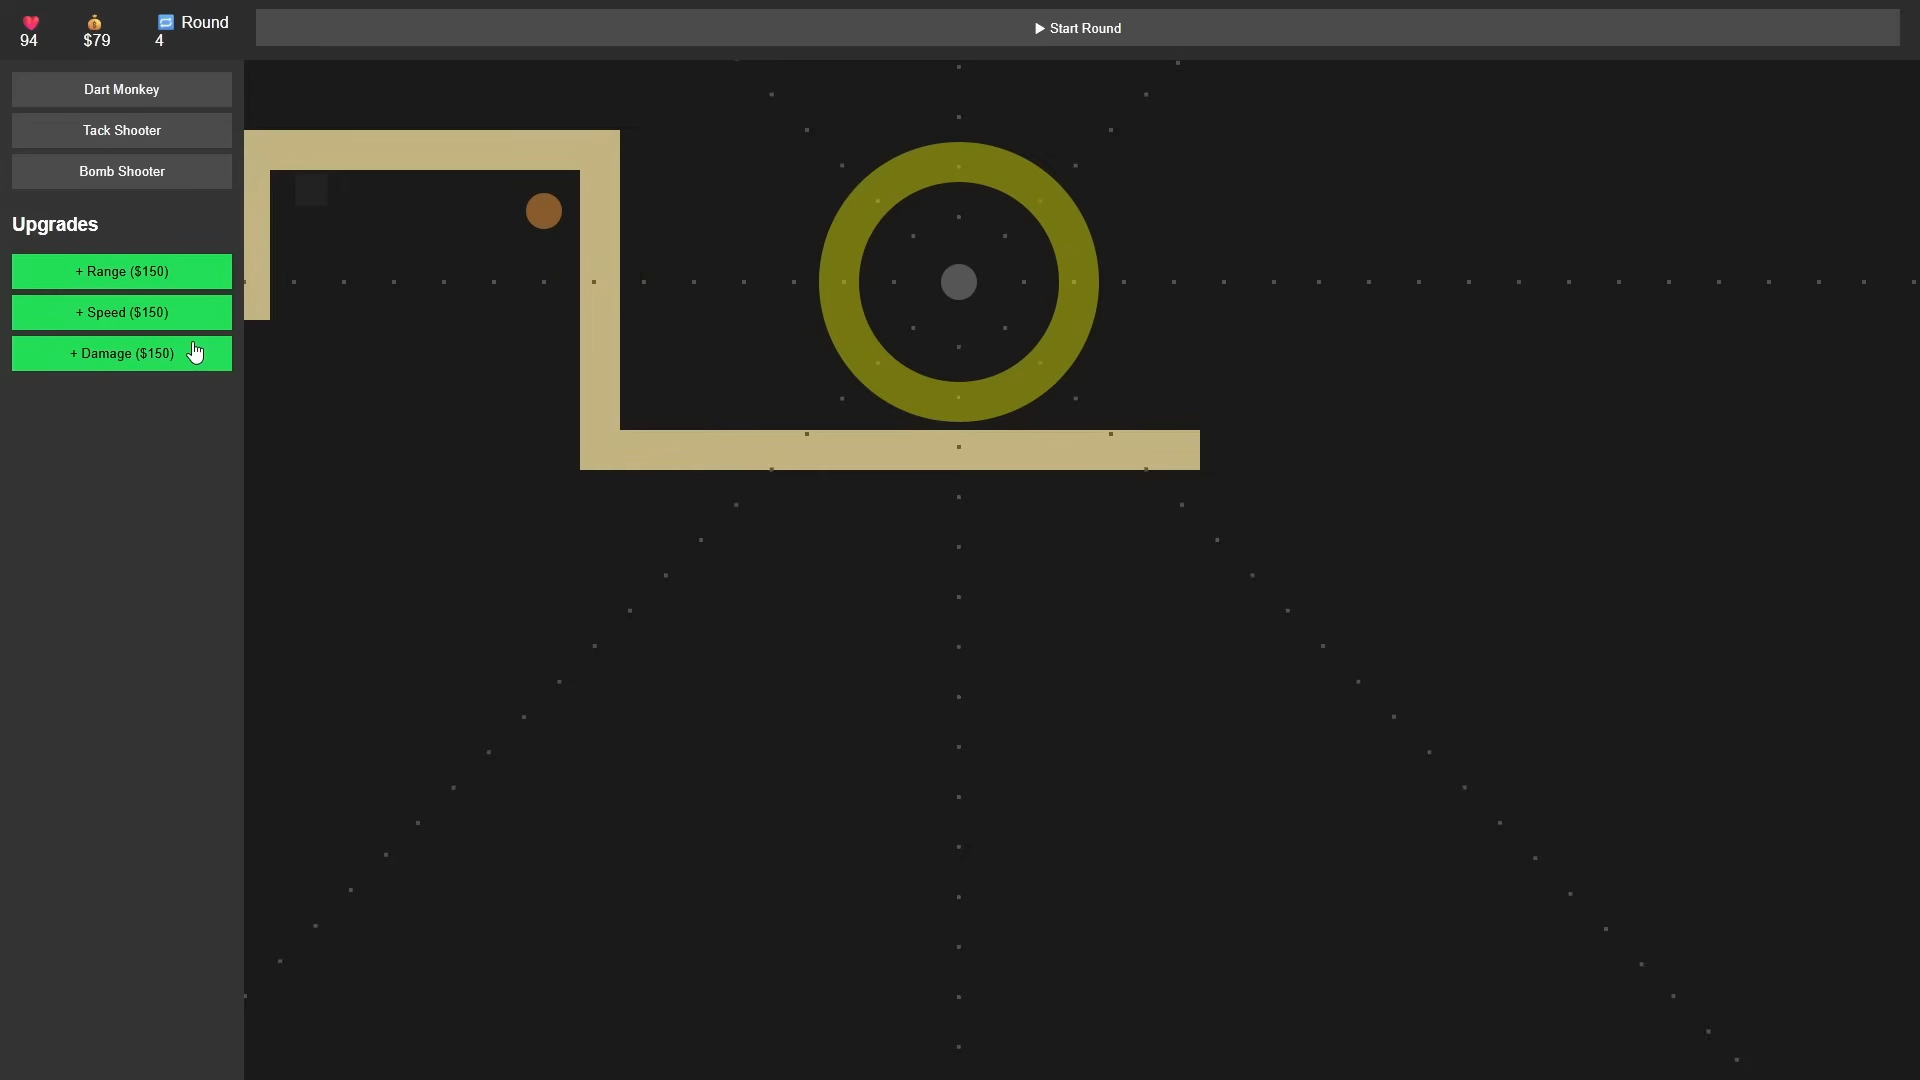 94
$79
Round
4
Start Round
Dart Monkey
Tack Shooter
Bomb Shooter
Upgrades
+ Range ($150)
+ Speed ($150)
+ Damage ($150)